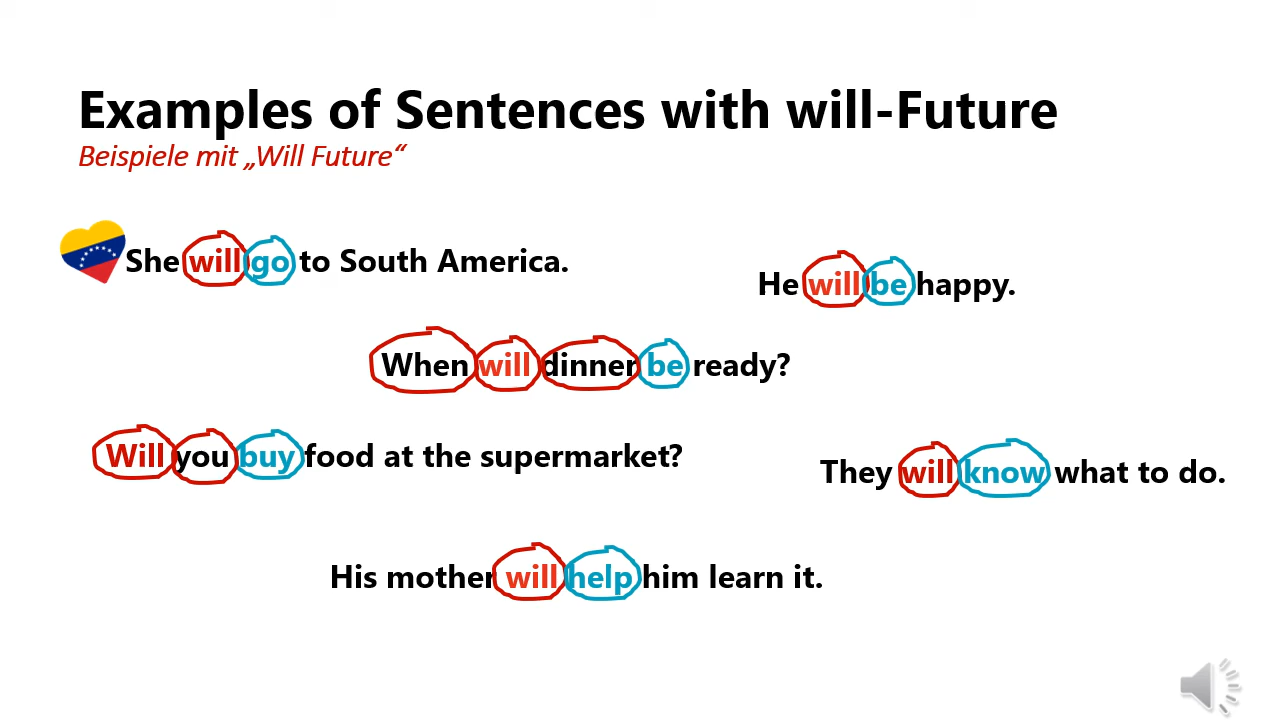 Examples of Sentences with will-Future
Beispiele mit „Will Future“
She will go to South America.
He will be happy.
When will dinner be ready?
Will you buy food at the supermarket?
They will know what to do.
His mother will help him learn it.